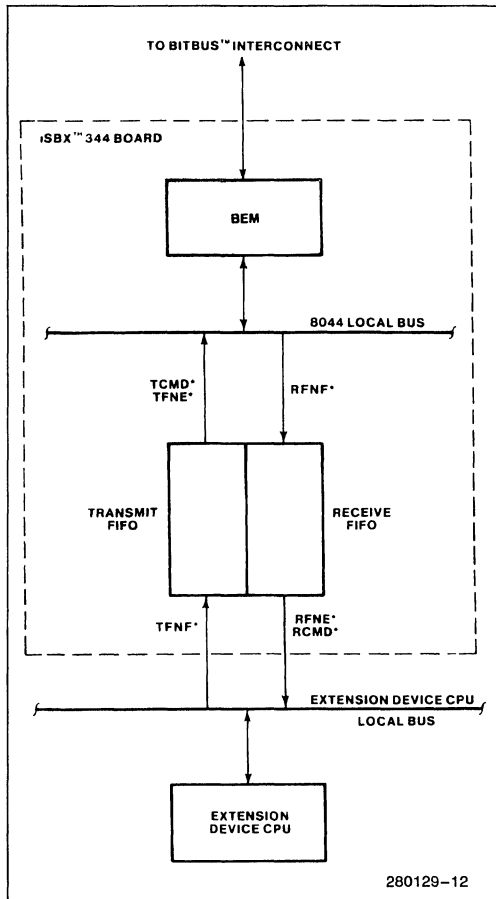 TO BITBUS™ INTERCONNECT
iSBX™ 344 BOARD
BEM
8044 LOCAL BUS
TCMD*
TFNE*
RFNF*
TRANSMIT
FIFO
RECEIVE
FIFO
TFNF*
RFNE*
RCMD*
EXTENSION DEVICE CPU
LOCAL BUS
EXTENSION
DEVICE CPU
280129–12